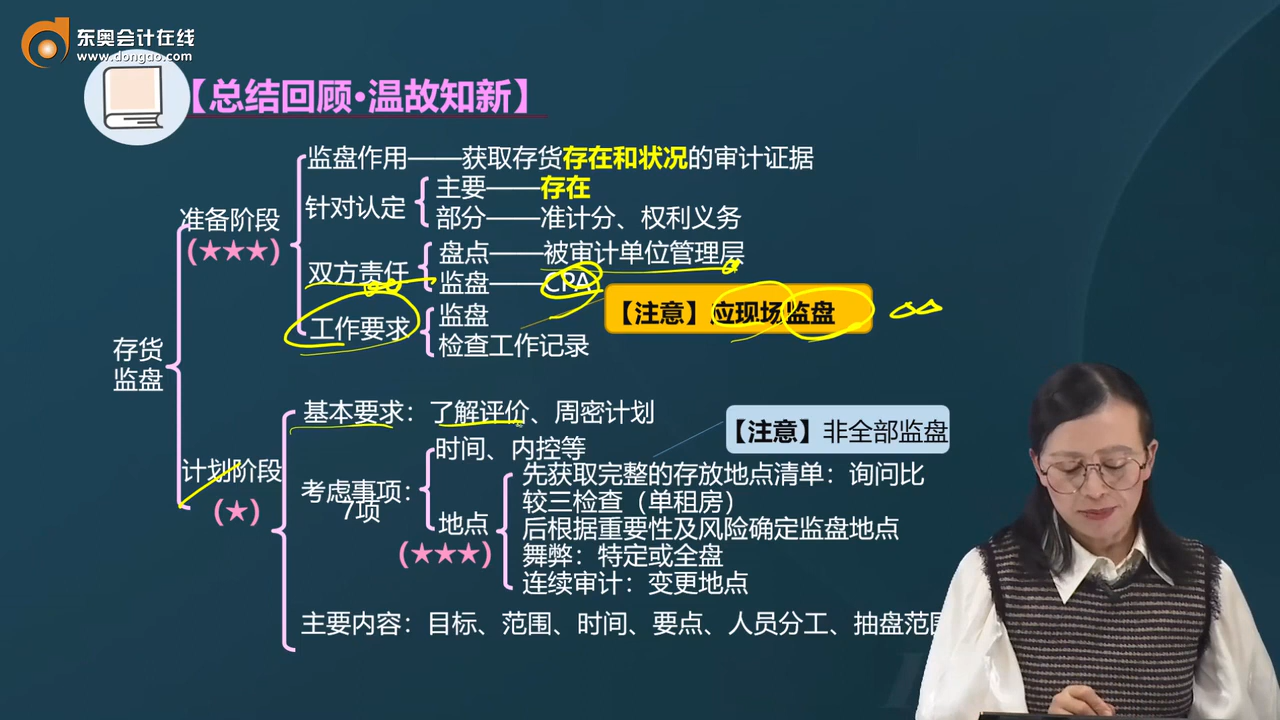 东奥会计在线
www.dongao.com
【总结回顾•温故知新】
存货
监盘
准备阶段
(★★★)
监盘作用——获取存货存在和状况的审计证据
针对认定
主要——存在
部分——准计分、权利义务
双方责任
盘点——被审计单位管理层
监盘——CPA
工作要求
监盘
检查工作记录
【注意】应现场监盘
计划阶段
(★)
基本要求：了解评价、周密计划
考虑事项：
7项
时间、内控等
【注意】非全部监盘
地点
(★★★)
先获取完整的存放地点清单：询问比
较三检查（单租房）
后根据重要性及风险确定监盘地点
舞弊：特定或全盘
连续审计：变更地点
主要内容：目标、范围、时间、要点、人员分工、抽盘范围